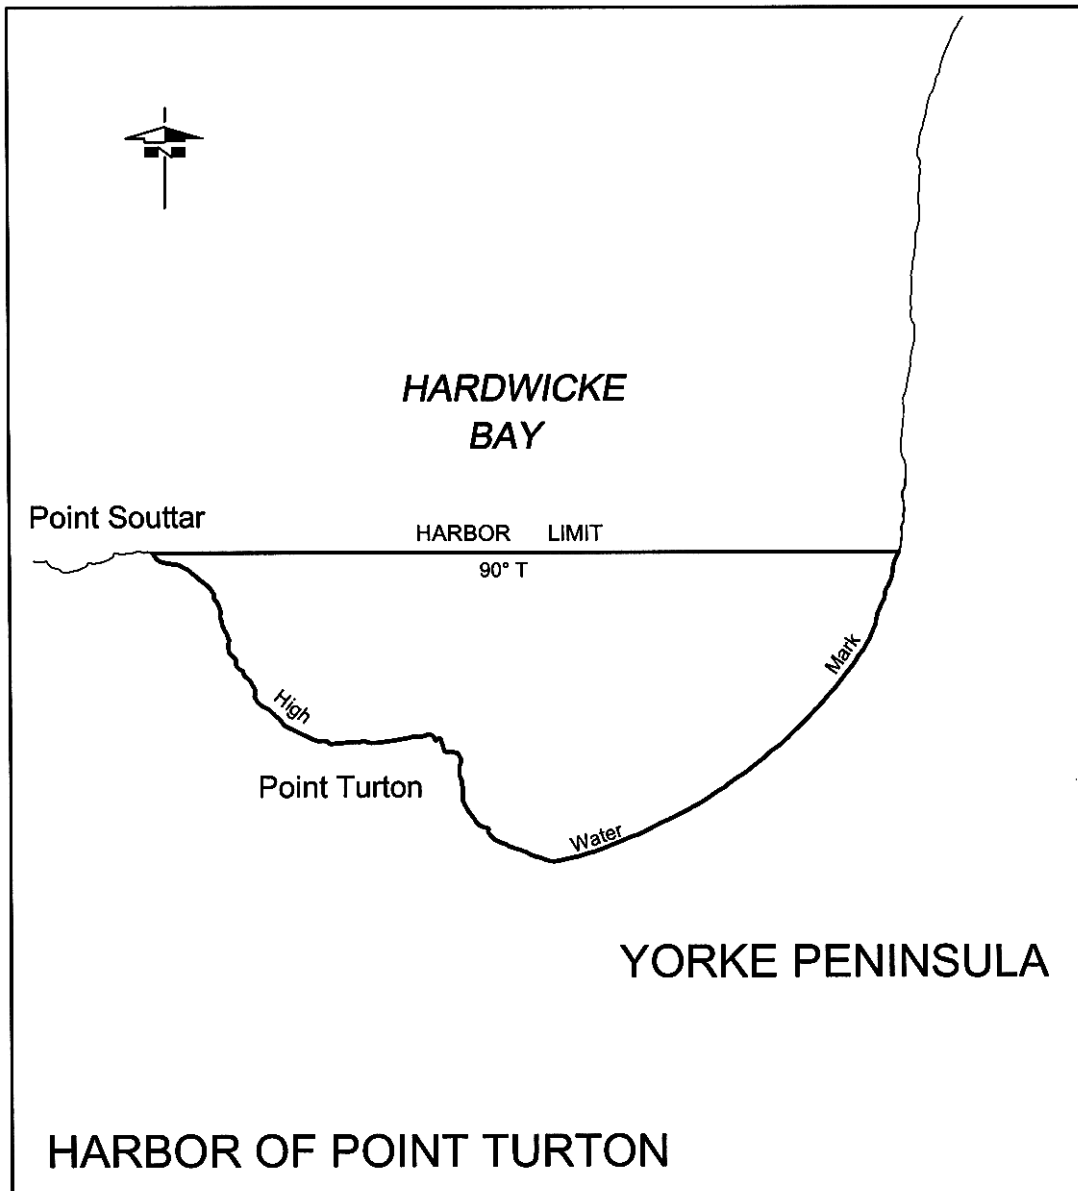 N
HARDWICKE
BAY
Point Souttar
HARBOR LIMIT
90° T
High
Mark
Point Turton
Water
YORKE PENINSULA
HARBOR OF POINT TURTON